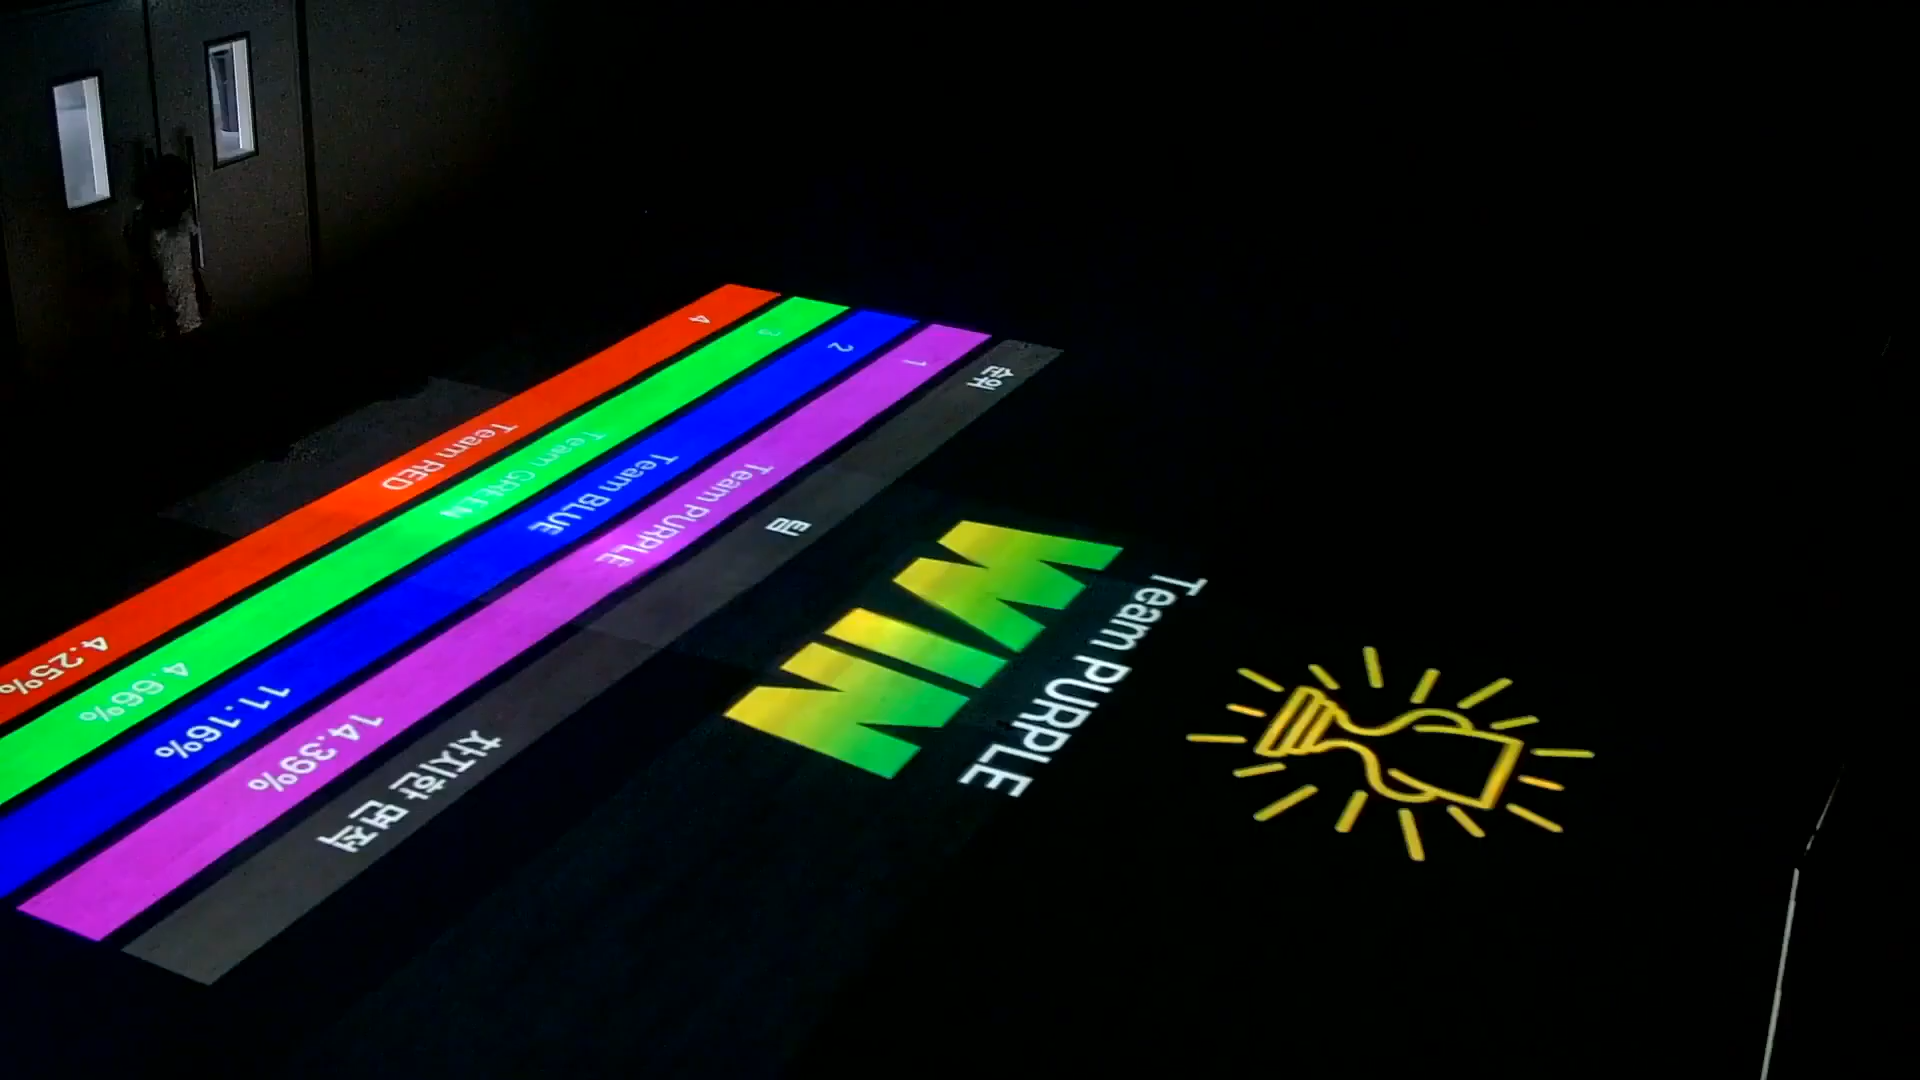 Team PURPLE
WIN
순위 팀 차지한 면적
1 Team PURPLE 14.39%
2 Team BLUE 11.16%
3 Team GREEN 4.66%
4 Team RED 4.25%